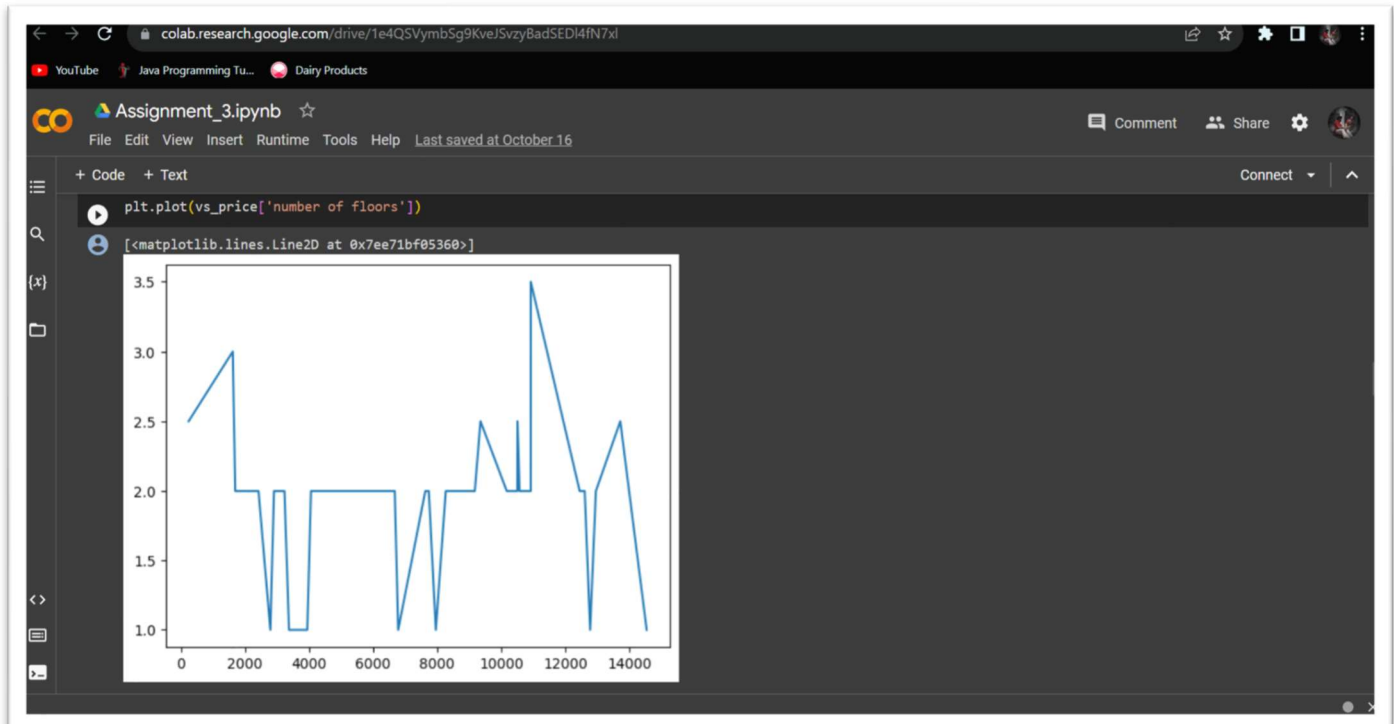 colab.research.google.com/drive/1e4QSVymbSg9KveJSvzyBadSEDl4fN7xl
YouTube Java Programming Tu... Dairy Products
CO Assignment_3.ipynb
File Edit View Insert Runtime Tools Help Last saved at October 16
Comment Share
+ Code + Text Connect
plt.plot(vs_price['number of floors'])
[<matplotlib.lines.Line2D at 0x7ee71bf05360>]
{x}
3.5
3.0
2.5
2.0
1.5
1.0
0 2000 4000 6000 8000 10000 12000 14000